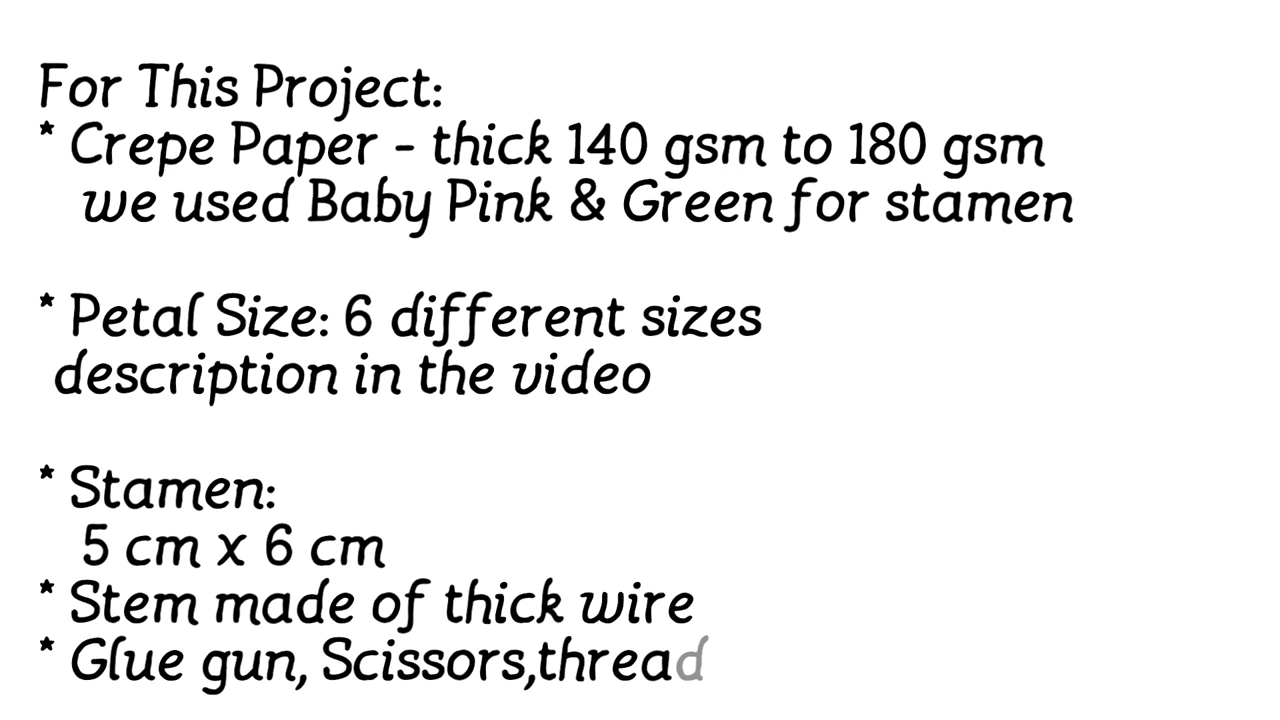 For This Project:
* Crepe Paper - thick 140 gsm to 180 gsm
we used Baby Pink & Green for stamen
* Petal Size: 6 different sizes
description in the video
* Stamen:
5 cm x 6 cm
* Stem made of thick wire
* Glue gun, Scissors,thread